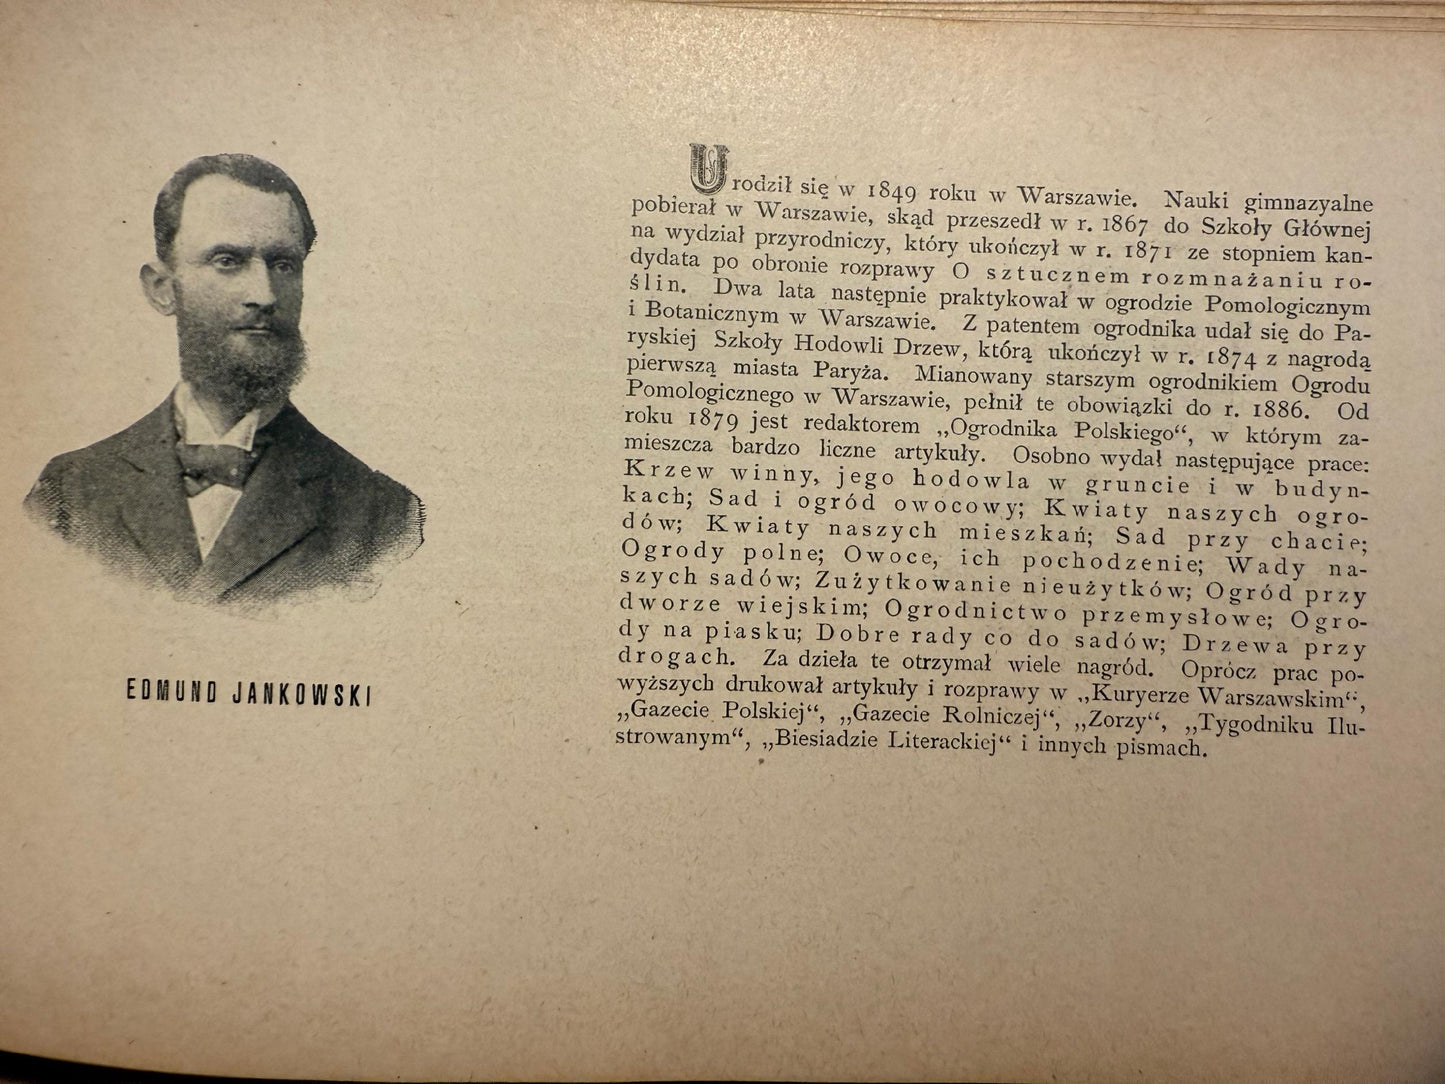 EDMUND JANKOWSKI
Urodził się w 1849 roku w Warszawie. Nauki gimnazyalne
pobierał w Warszawie, skąd przeszedł w r. 1867 do Szkoły Głównej
na wydział przyrodniczy, który ukończył w r. 1871 ze stopniem kan-
dydata po obronie rozprawy O sztucznem rozmnażaniu ro-
ślin. Dwa lata następnie praktykował w ogrodzie Pomologicznym
i Botanicznym w Warszawie. Z patentem ogrodnika udał się do Pa-
ryskiej Szkoły Hodowli Drzew, którą ukończył w r. 1874 z nagrodą
pierwszą miasta Paryża. Mianowany starszym ogrodnikiem Ogrodu
Pomologicznego w Warszawie, pełnił te obowiązki do r. 1886. Od
roku 1879 jest redaktorem „Ogrodnika Polskiego“, w którym za-
mieszcza bardzo liczne artykuły. Osobno wydał następujące prace:
Krzew winny, jego hodowla w gruncie i w budyn-
kach; Sad i ogród owocowy; Kwiaty naszych ogro-
dów; Kwiaty naszych mieszkań; Sad przy chacie;
Ogrody polne; Owoce, ich pochodzenie; Wady na-
szych sadów; Zużytkowanie nieużytków; Ogród przy
dworze wiejskim; Ogrodnictwo przemysłowe; Ogro-
dy na piasku; Dobre rady co do sadów; Drzewa przy
drogach. Za dzieła te otrzymał wiele nagród. Oprócz prac po-
wyższych drukował artykuły i rozprawy w „Kuryerze Warszawskim“,
„Gazecie Polskiej“, „Gazecie Rolniczej“, „Zorzy“, „Tygodniku Ilu-
strowanym“, „Biesiadzie Literackiej“ i innych pismach.